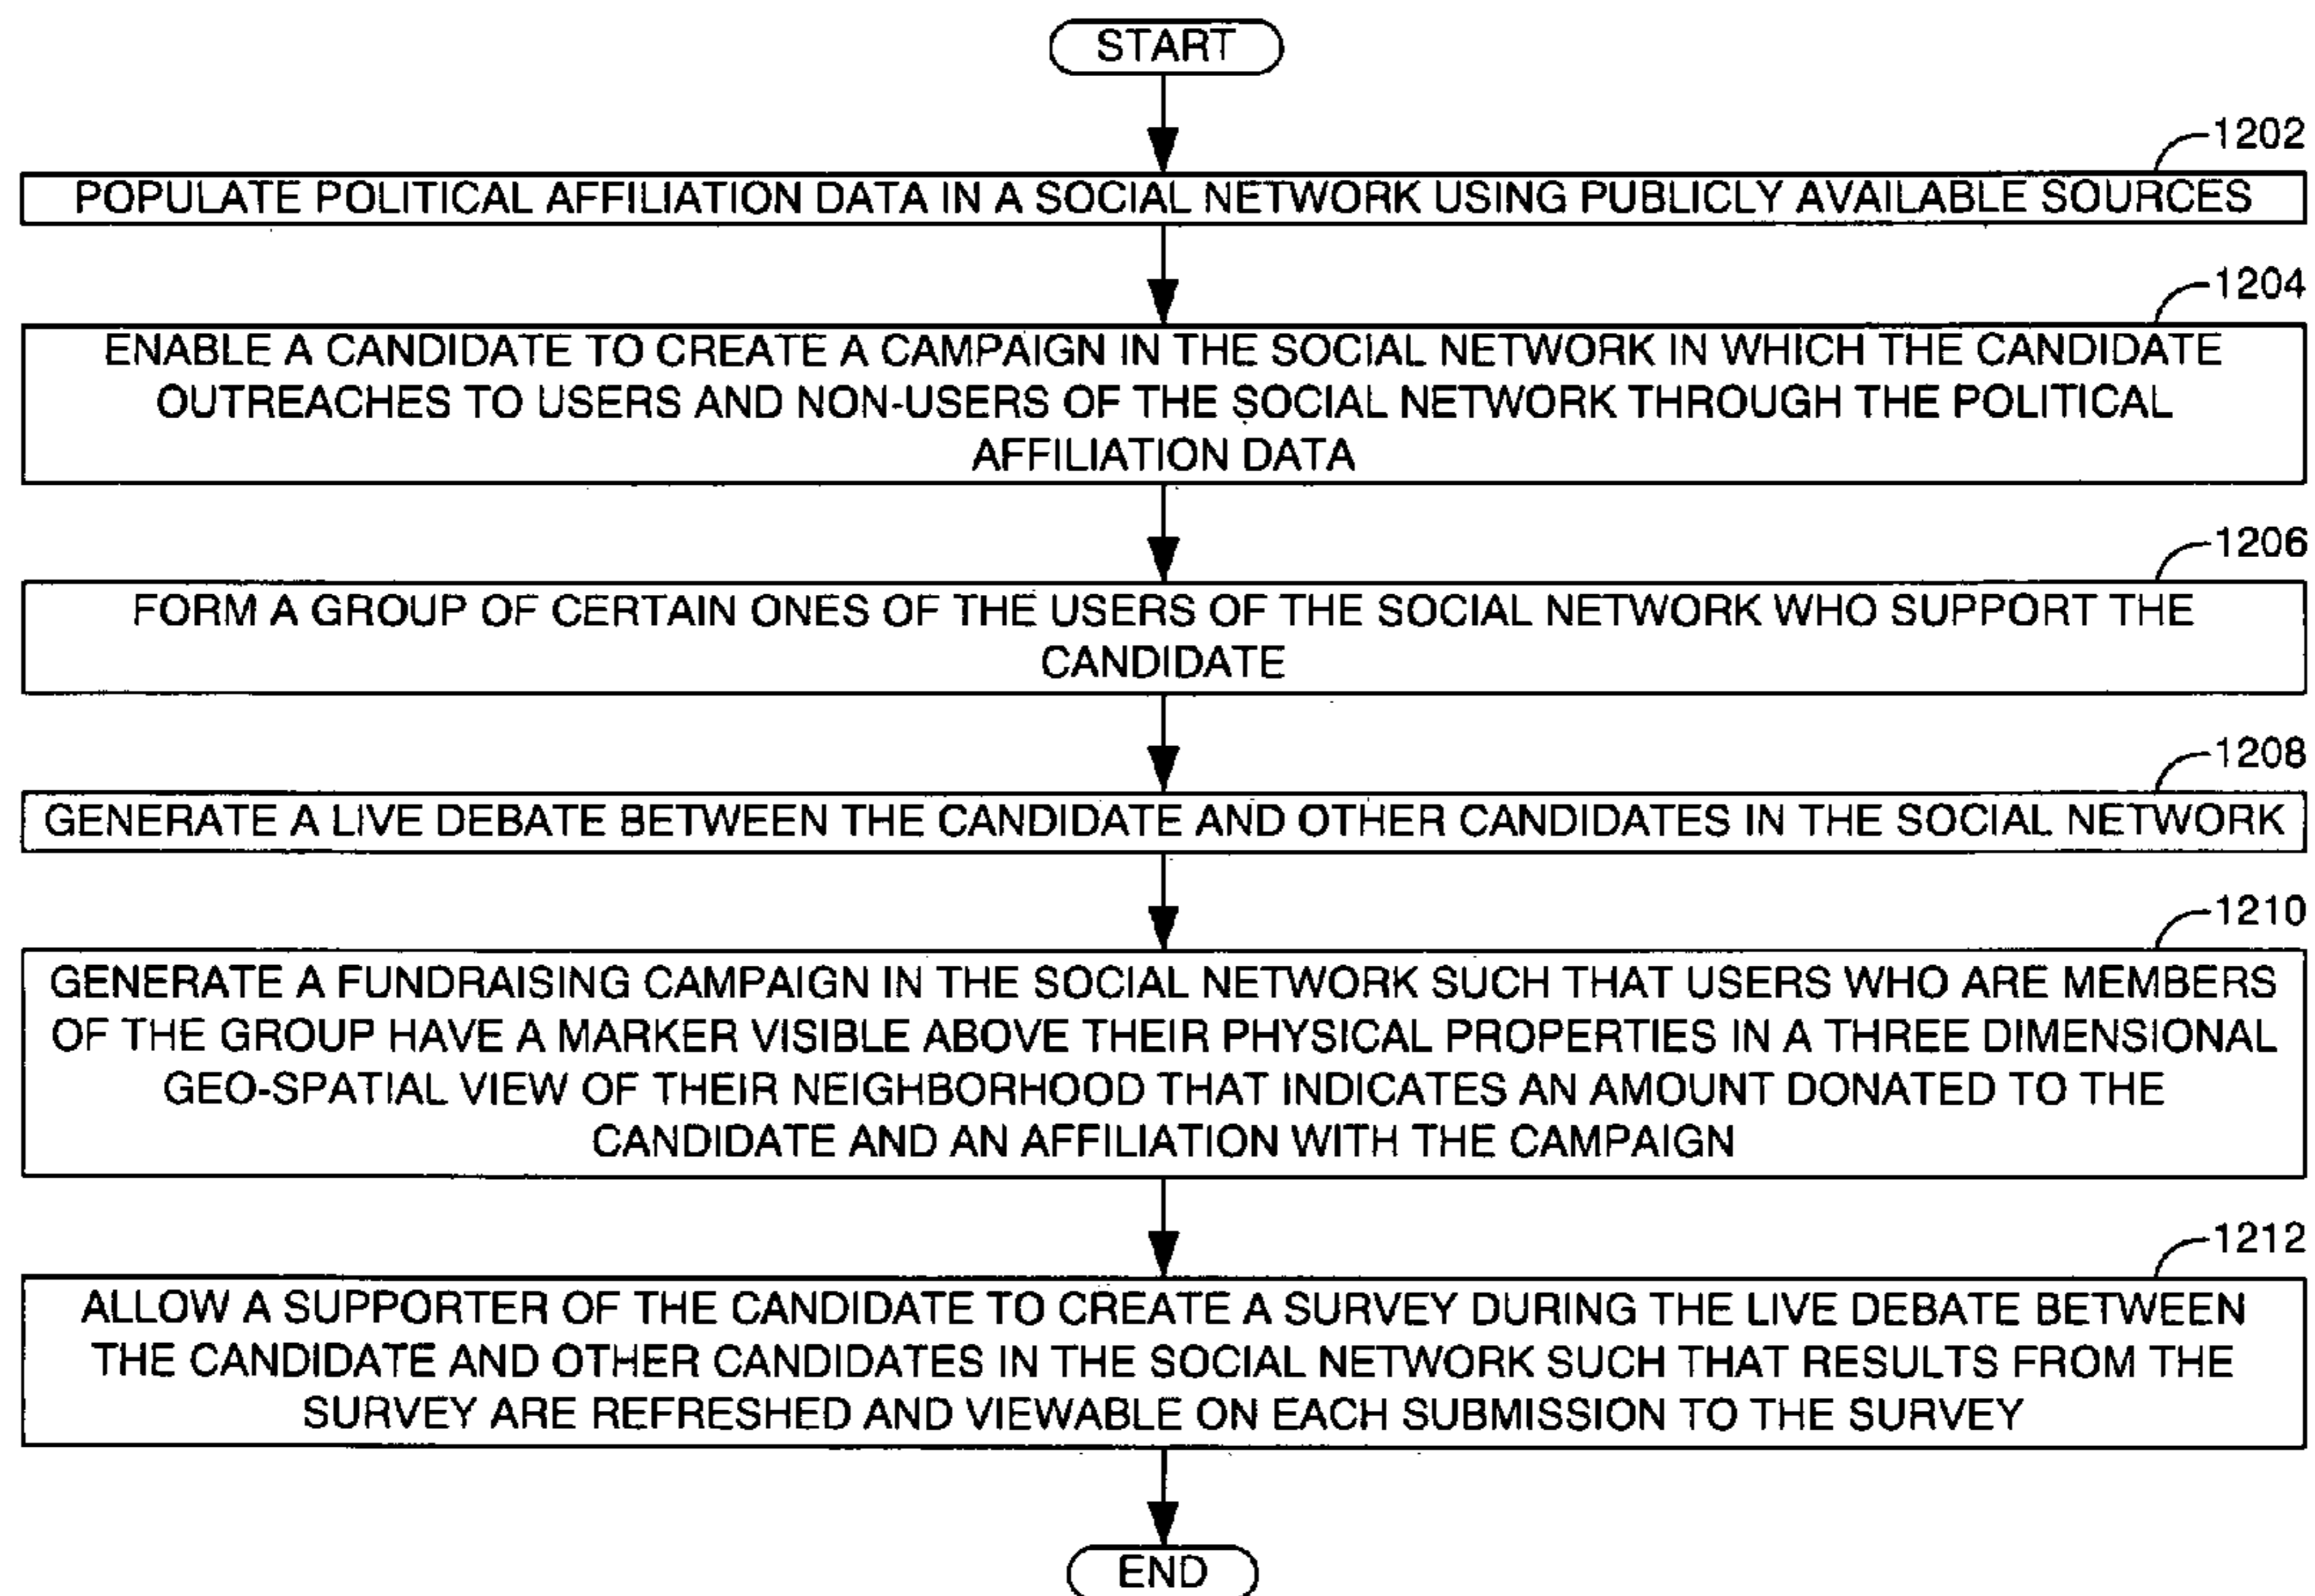 START
1202
POPULATE POLITICAL AFFILIATION DATA IN A SOCIAL NETWORK USING PUBLICLY AVAILABLE SOURCES
1204
ENABLE A CANDIDATE TO CREATE A CAMPAIGN IN THE SOCIAL NETWORK IN WHICH THE CANDIDATE
OUTREACHES TO USERS AND NON-USERS OF THE SOCIAL NETWORK THROUGH THE POLITICAL
AFFILIATION DATA
1206
FORM A GROUP OF CERTAIN ONES OF THE USERS OF THE SOCIAL NETWORK WHO SUPPORT THE
CANDIDATE
1208
GENERATE A LIVE DEBATE BETWEEN THE CANDIDATE AND OTHER CANDIDATES IN THE SOCIAL NETWORK
1210
GENERATE A FUNDRAISING CAMPAIGN IN THE SOCIAL NETWORK SUCH THAT USERS WHO ARE MEMBERS
OF THE GROUP HAVE A MARKER VISIBLE ABOVE THEIR PHYSICAL PROPERTIES IN A THREE DIMENSIONAL
GEO-SPATIAL VIEW OF THEIR NEIGHBORHOOD THAT INDICATES AN AMOUNT DONATED TO THE
CANDIDATE AND AN AFFILIATION WITH THE CAMPAIGN
1212
ALLOW A SUPPORTER OF THE CANDIDATE TO CREATE A SURVEY DURING THE LIVE DEBATE BETWEEN
THE CANDIDATE AND OTHER CANDIDATES IN THE SOCIAL NETWORK SUCH THAT RESULTS FROM THE
SURVEY ARE REFRESHED AND VIEWABLE ON EACH SUBMISSION TO THE SURVEY
END